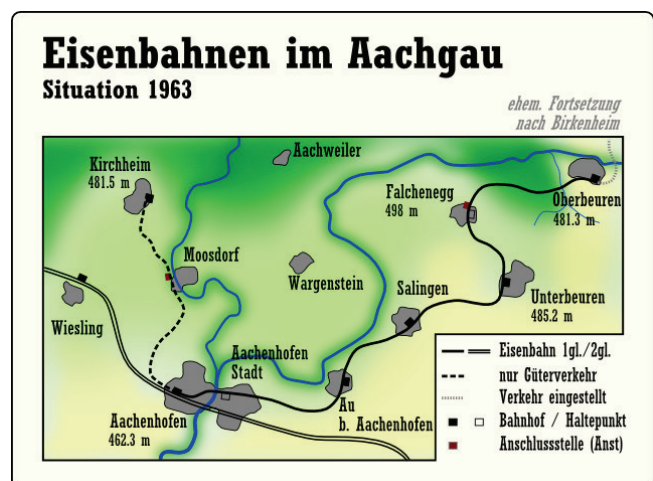 Eisenbahnen im Aachgau
Situation 1963
ehem. Fortsetzung
nach Birkenheim
Aachweiler
Kirchheim
481.5 m
Falchenegg
498 m
Oberbeuren
481.3 m
Moosdorf
Wargenstein
Salingen
Unterbeuren
485.2 m
Wiesling
Aachenhofen
Stadt
Aachenhofen
462.3 m
Au
b. Aachenhofen
Eisenbahn 1gl./2gl.
nur Güterverkehr
Verkehr eingestellt
Bahnhof / Haltepunkt
Anschlussstelle (Anst)